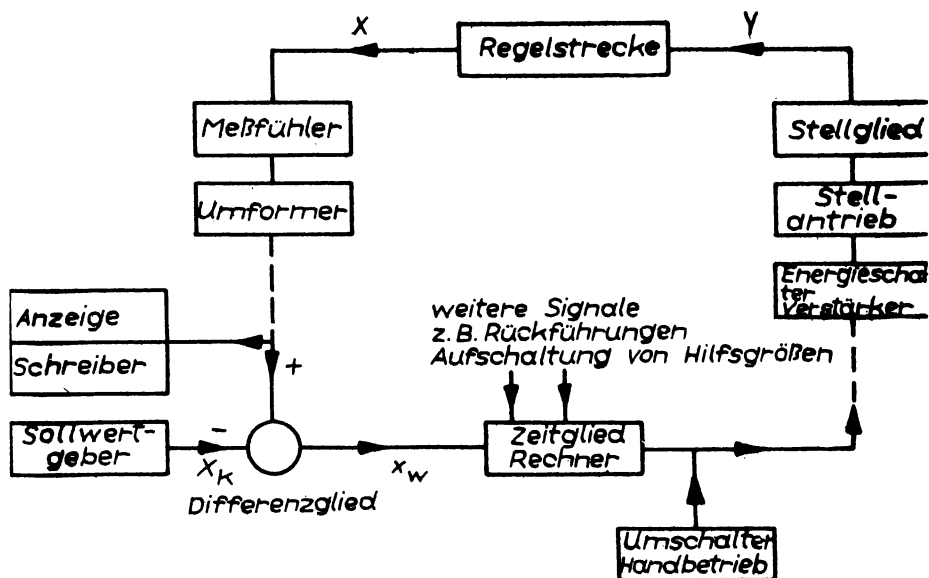 X
Y
Regelstrecke
Meßfühler
Stellglied
Umformer
Stell-
antrieb
Energiescha
ter
Verstärker
Anzeige
Schreiber
weitere Signale
z.B. Rückführungen
Aufschaltung von Hilfsgrößen
+
Sollwert-
geber
-
X_K
x_w
Zeitglied
Rechner
Differenzglied
Umschalter
Handbetrieb